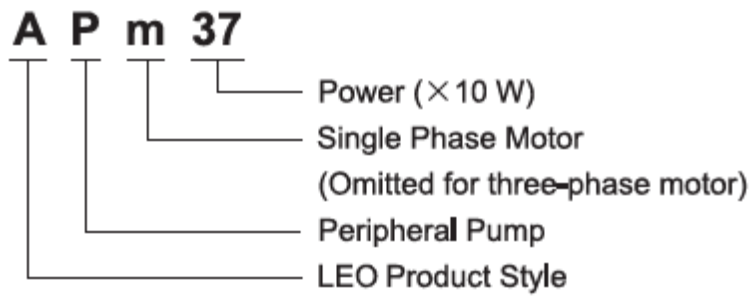 A P m 37
Power (×10 W)
Single Phase Motor
(Omitted for three-phase motor)
Peripheral Pump
LEO Product Style